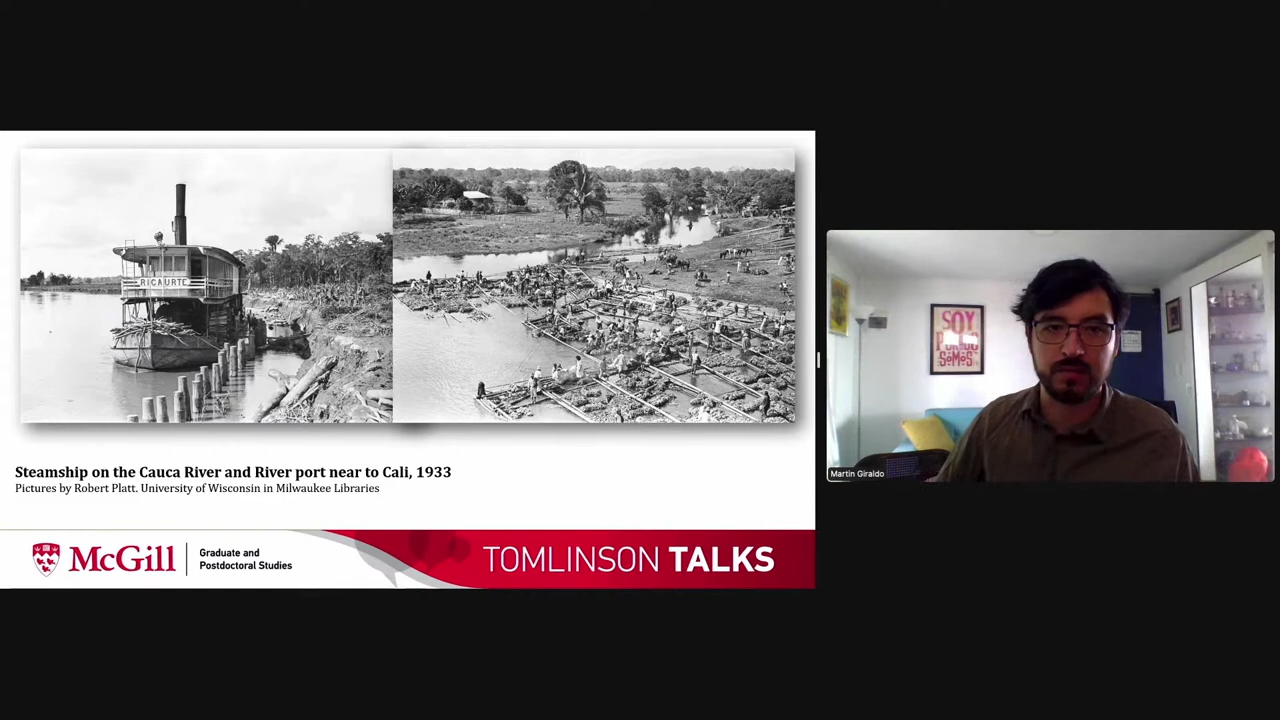 RICAURTE
Steamship on the Cauca River and River port near to Cali, 1933
Pictures by Robert Platt. University of Wisconsin in Milwaukee Libraries
McGill
Graduate and
Postdoctoral Studies
TOMLINSON TALKS
SOY
SOMOS
Martin Giraldo